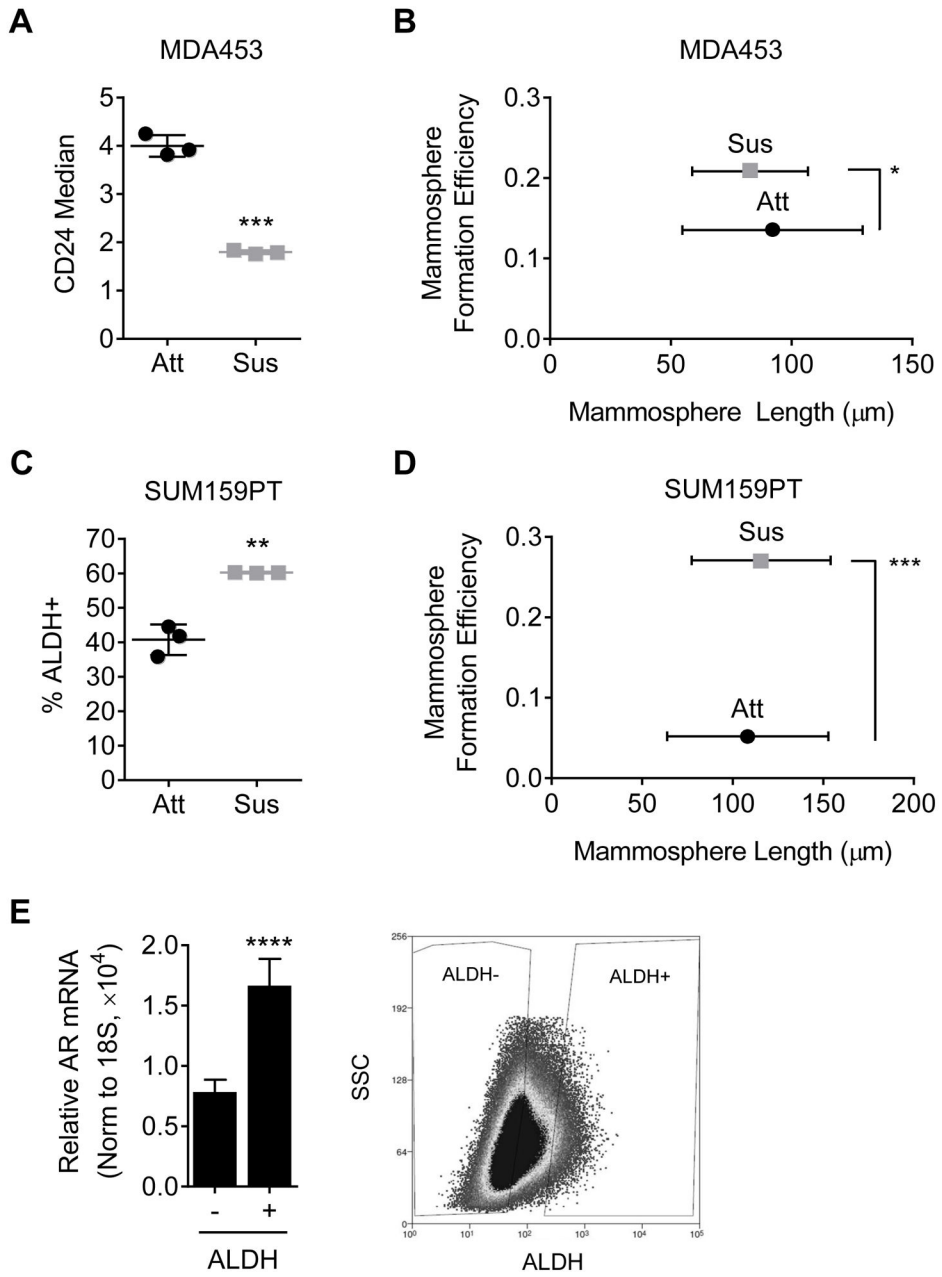 A
MDA453
CD24 Median
5
4
3
2
1
0
***
Att
Sus
B
MDA453
Mammosphere
Formation Efficiency
0.3
0.2
0.1
0.0
Sus
Att
*
0
50
100
150
Mammosphere Length (μm)
C
SUM159PT
% ALDH+
70
60
50
40
30
20
10
0
**
Att
Sus
D
SUM159PT
Mammosphere
Formation Efficiency
0.3
0.2
0.1
0.0
Sus
Att
***
0
50
100
150
200
Mammosphere Length (μm)
E
Relative AR mRNA
(Norm to 18S, ×10⁴)
2.0
1.5
1.0
0.5
0.0
****
-
+
ALDH
SSC
256
192
128
64
0
ALDH-
ALDH+
10⁰
10¹
10²
10³
10⁴
10⁵
ALDH